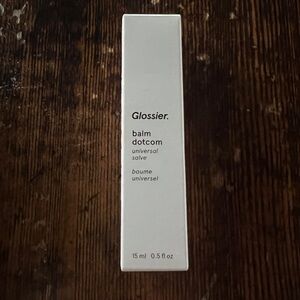 Glossier.
balm
dotcom
universal
salve
baume
universel
15 ml 0.5 fl oz